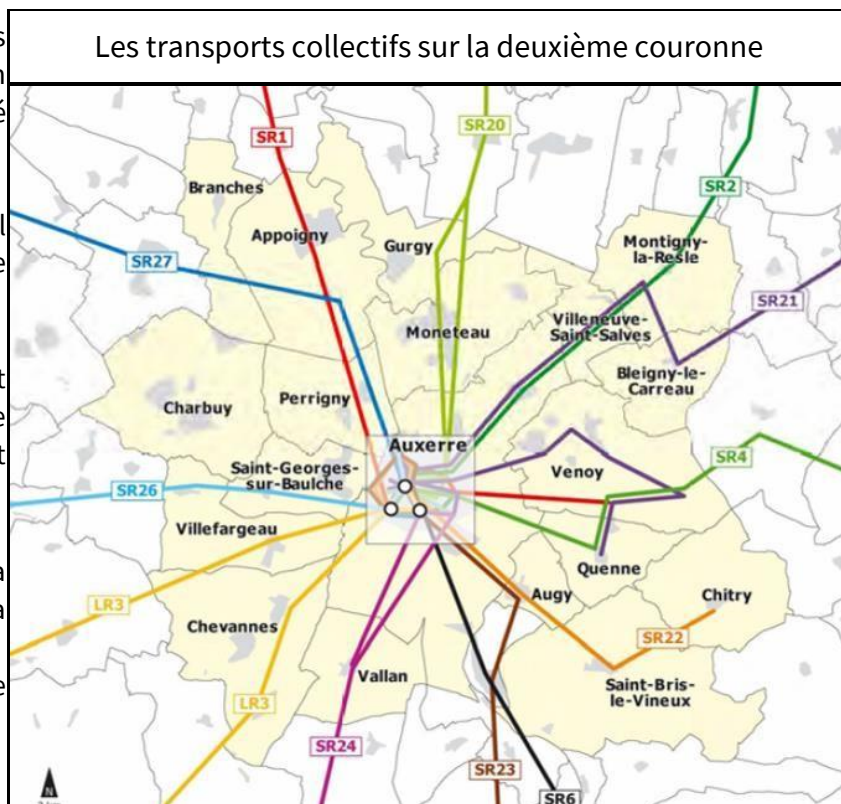 Les transports collectifs sur la deuxième couronne
SR1
SR20
SR2
Branches
Appoigny
Gurgy
Montigny-
la-Resle
SR27
SR21
Moneteau
Villeneuve-
Saint-Salves
Bleigny-le-
Carreau
Perrigny
Charbuy
Auxerre
SR4
Saint-Georges-
sur-Baulche
Venoy
SR26
Villefargeau
Quenne
LR3
Augy
Chitry
Chevannes
SR22
Vallan
Saint-Bris-
le-Vineux
LR3
SR24
SR23
SR6
N